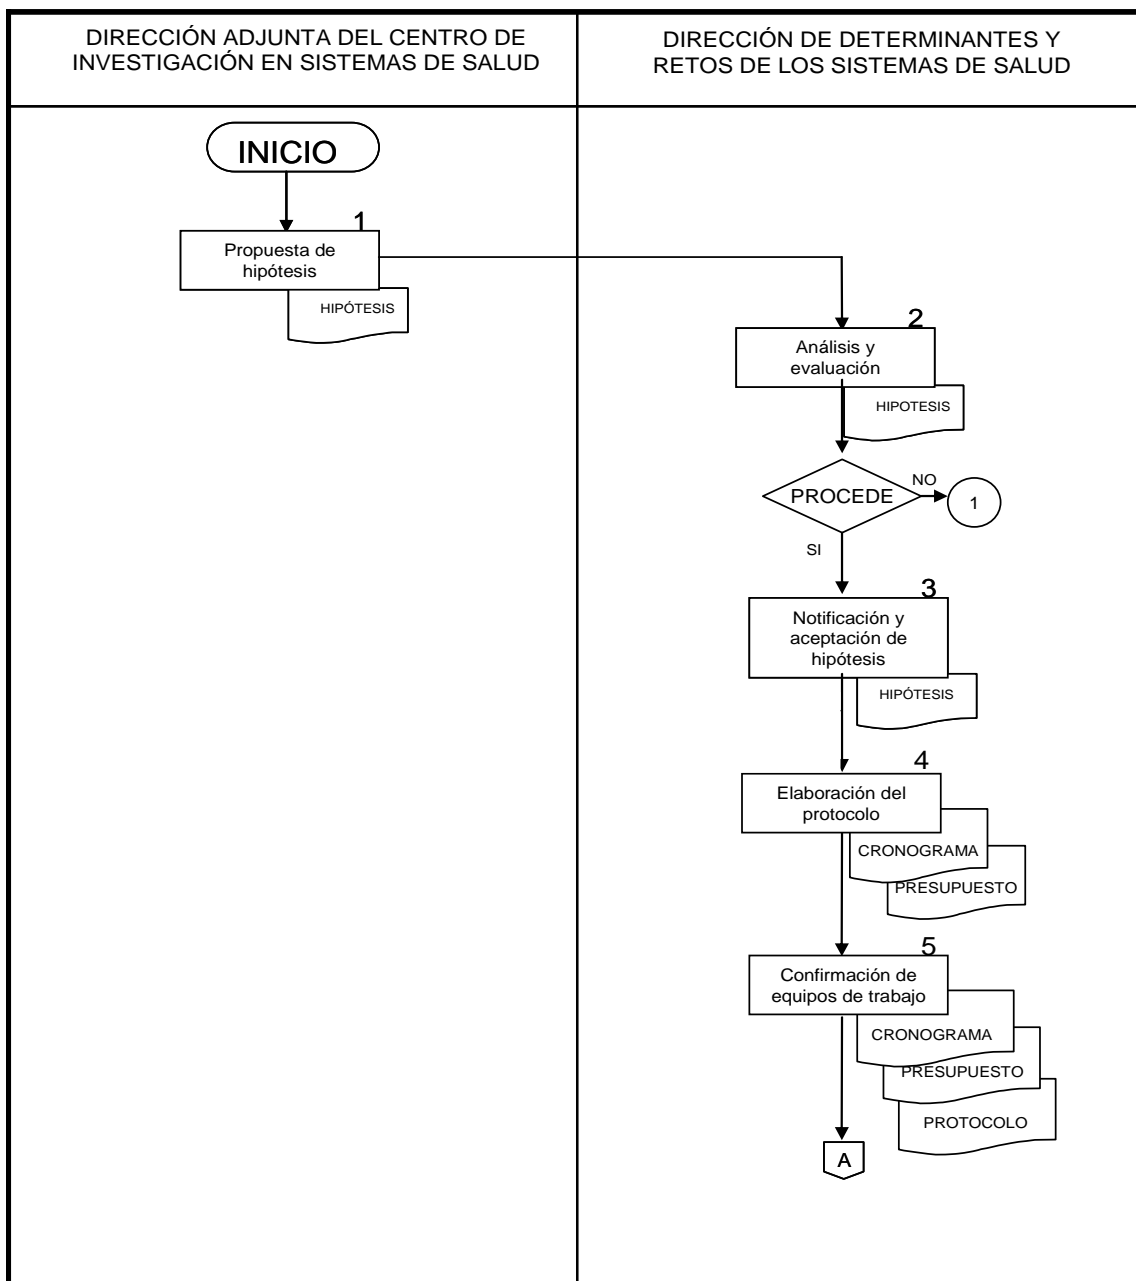 DIRECCIÓN ADJUNTA DEL CENTRO DE
INVESTIGACIÓN EN SISTEMAS DE SALUD
DIRECCIÓN DE DETERMINANTES Y
RETOS DE LOS SISTEMAS DE SALUD
INICIO
1
Propuesta de
hipótesis
HIPÓTESIS
2
Análisis y
evaluación
HIPOTESIS
PROCEDE
NO
1
SI
3
Notificación y
aceptación de
hipótesis
HIPÓTESIS
4
Elaboración del
protocolo
CRONOGRAMA
PRESUPUESTO
5
Confirmación de
equipos de trabajo
CRONOGRAMA
PRESUPUESTO
PROTOCOLO
A